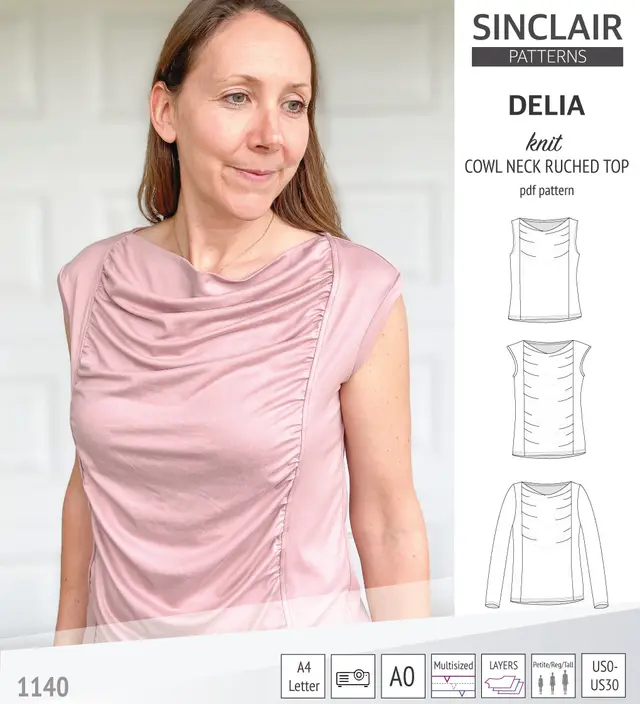 SINCLAIR
PATTERNS
DELIA
knit
COWL NECK RUCHED TOP
pdf pattern
1140
A4
Letter
A0
Multisized
LAYERS
Petite/Reg/Tall
US0-
US30